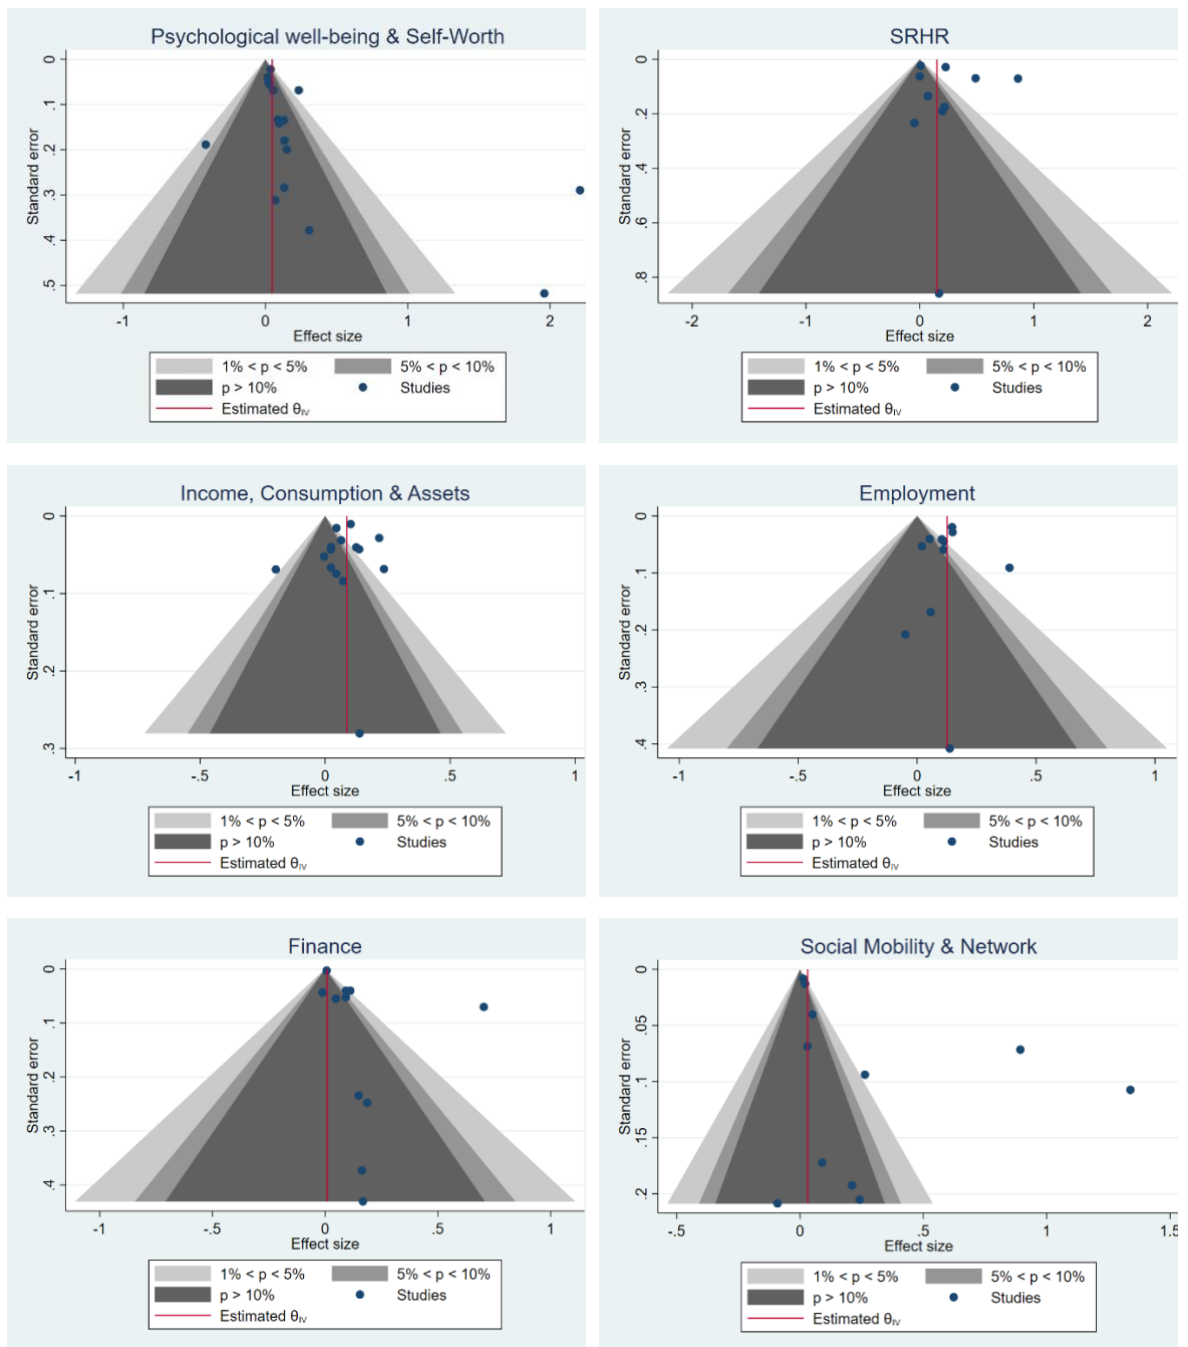 Psychological well-being & Self-Worth
Standard error
0
.1
.2
.3
.4
.5
-1
0
1
2
Effect size
1% < p < 5%
5% < p < 10%
p > 10%
Studies
Estimated θIV
SRHR
Standard error
0
.2
.4
.6
.8
-2
-1
0
1
2
Effect size
1% < p < 5%
5% < p < 10%
p > 10%
Studies
Estimated θIV
Income, Consumption & Assets
Standard error
0
.1
.2
.3
-1
-.5
0
.5
1
Effect size
1% < p < 5%
5% < p < 10%
p > 10%
Studies
Estimated θIV
Employment
Standard error
0
.1
.2
.3
.4
-1
-.5
0
.5
1
Effect size
1% < p < 5%
5% < p < 10%
p > 10%
Studies
Estimated θIV
Finance
Standard error
0
.1
.2
.3
.4
-1
-.5
0
.5
1
Effect size
1% < p < 5%
5% < p < 10%
p > 10%
Studies
Estimated θIV
Social Mobility & Network
Standard error
0
.05
.1
.15
.2
-.5
0
.5
1
1.5
Effect size
1% < p < 5%
5% < p < 10%
p > 10%
Studies
Estimated θIV